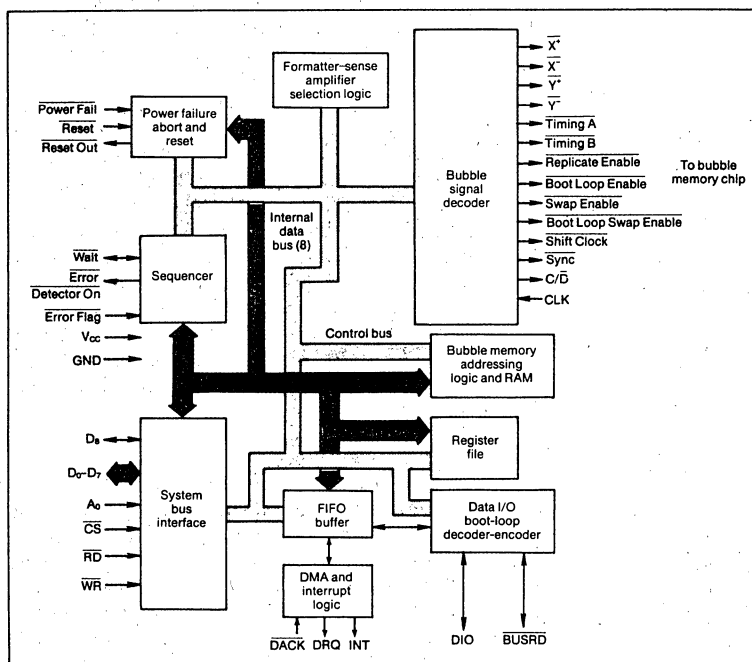 Formatter–sense
amplifier
selection logic
Power Fail
Reset
Reset Out
Power failure
abort and
reset
Bubble
signal
decoder
X+
X−
Y+
Y−
Timing A
Timing B
Replicate Enable
Boot Loop Enable
Swap Enable
Boot Loop Swap Enable
Shift Clock
Sync
C/D
CLK
To bubble
memory chip
Internal
data
bus (8)
Wait
Error
Detector On
Error Flag
VCC
GND
Sequencer
Control bus
Bubble memory
addressing
logic and RAM
Register
file
D8
D0–D7
A0
CS
RD
WR
System
bus
interface
FIFO
buffer
Data I/O
boot-loop
decoder-encoder
DMA and
interrupt
logic
DACK DRQ INT
DIO
BUSRD